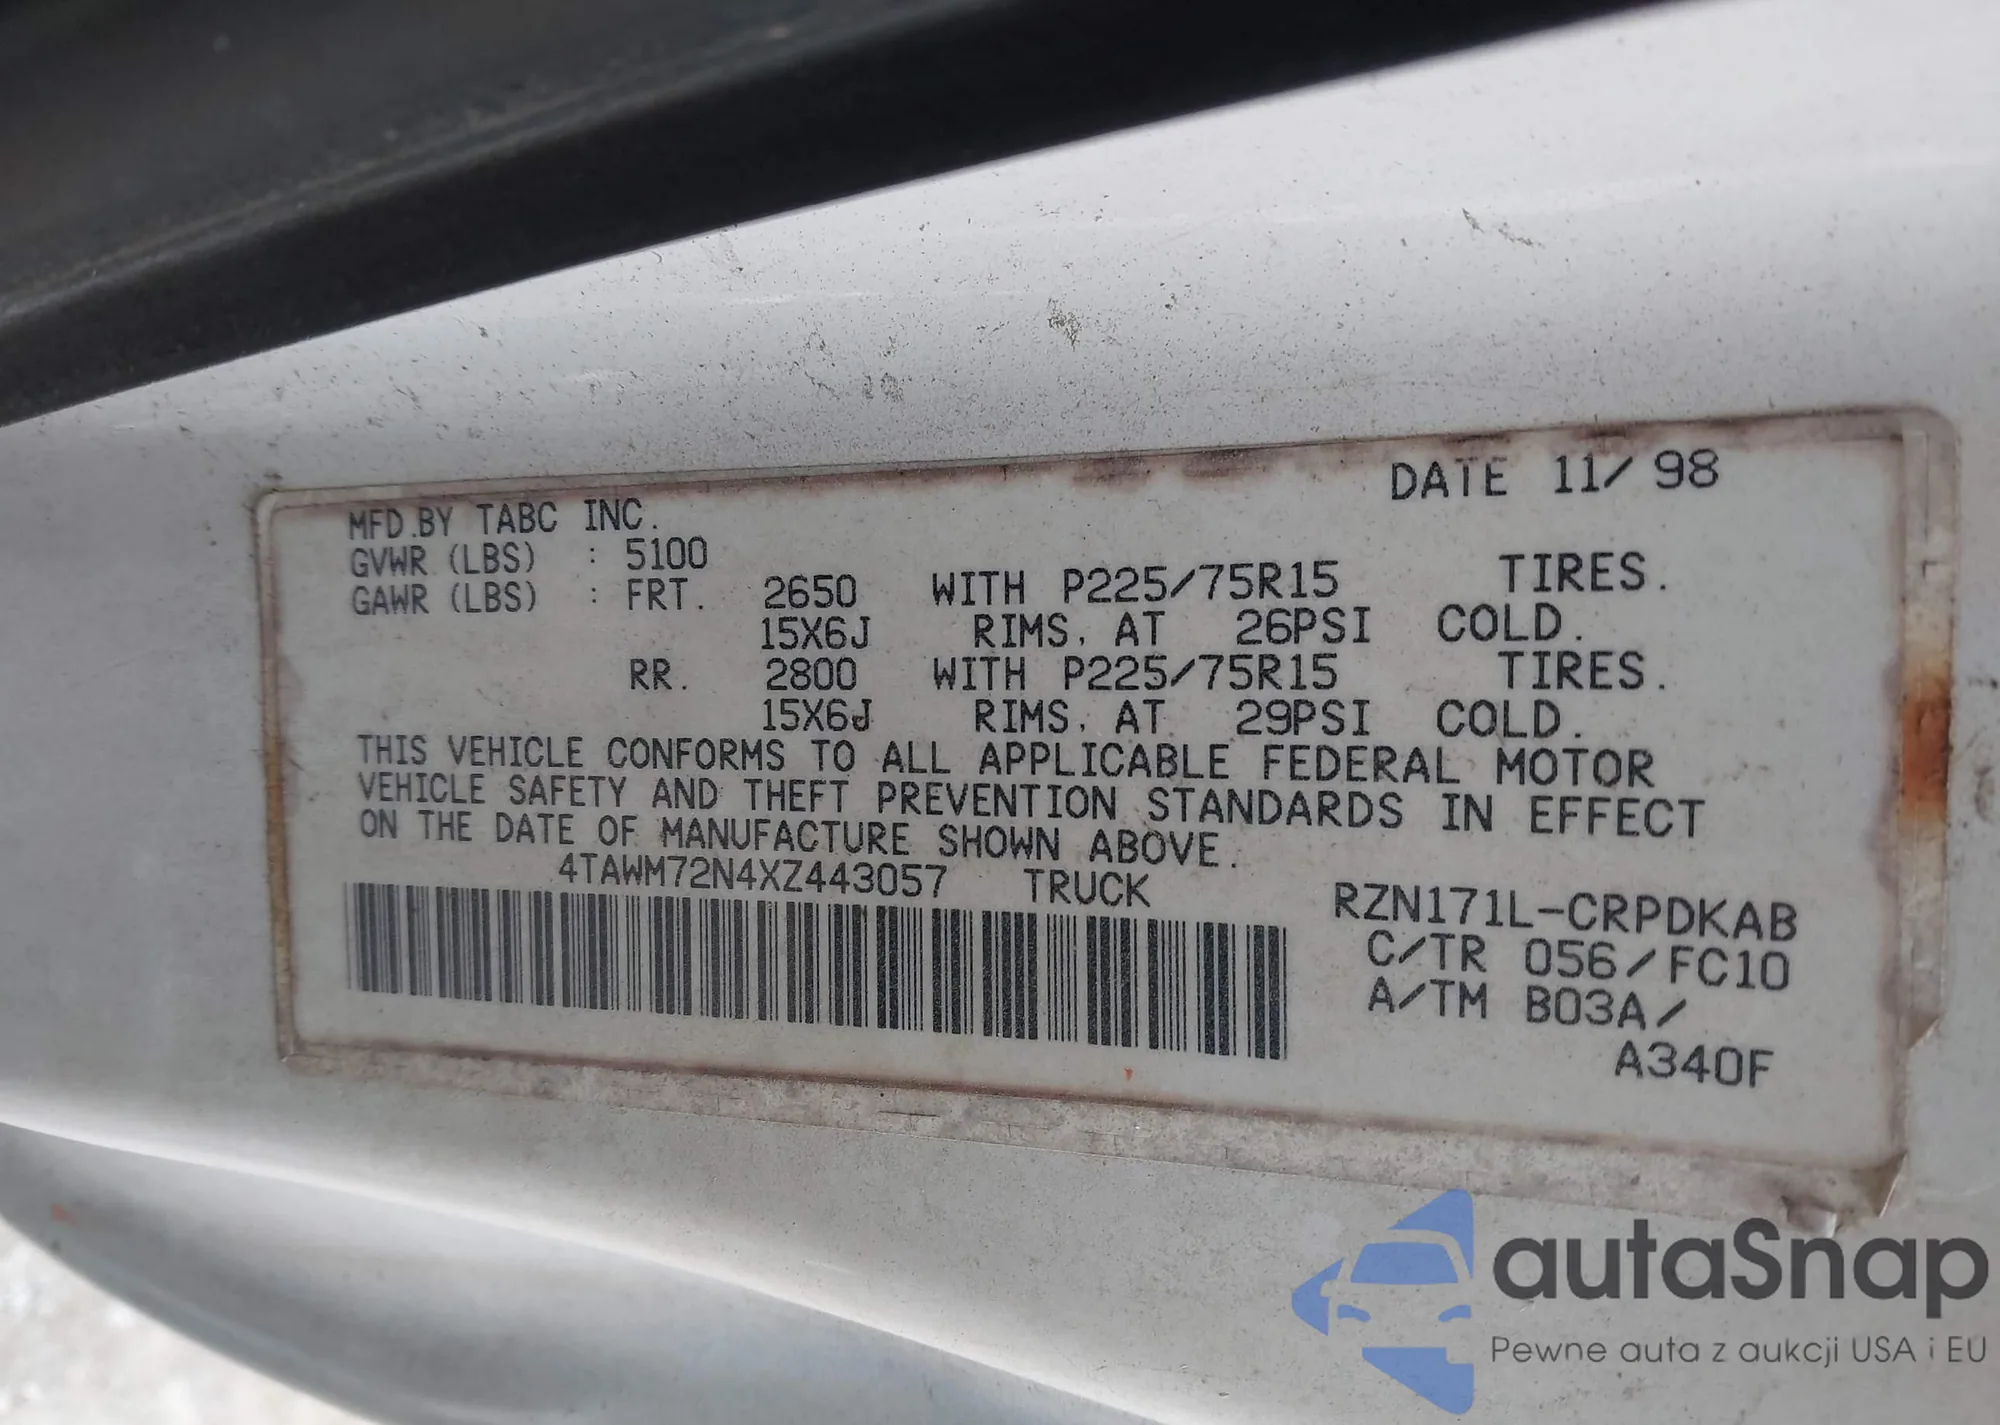 DATE 11/ 98
MFD.BY TABC INC.
GVWR (LBS) : 5100
GAWR (LBS) : FRT. 2650 WITH P225/75R15 TIRES.
15X6J RIMS, AT 26PSI COLD.
RR. 2800 WITH P225/75R15 TIRES.
15X6J RIMS, AT 29PSI COLD.
THIS VEHICLE CONFORMS TO ALL APPLICABLE FEDERAL MOTOR
VEHICLE SAFETY AND THEFT PREVENTION STANDARDS IN EFFECT
ON THE DATE OF MANUFACTURE SHOWN ABOVE.
4TAWM72N4XZ443057 TRUCK
RZN171L-CRPDKAB
C/TR 056/FC10
A/TM B03A/
A340F
autaSnap
Pewne auta z aukcji USA i EU